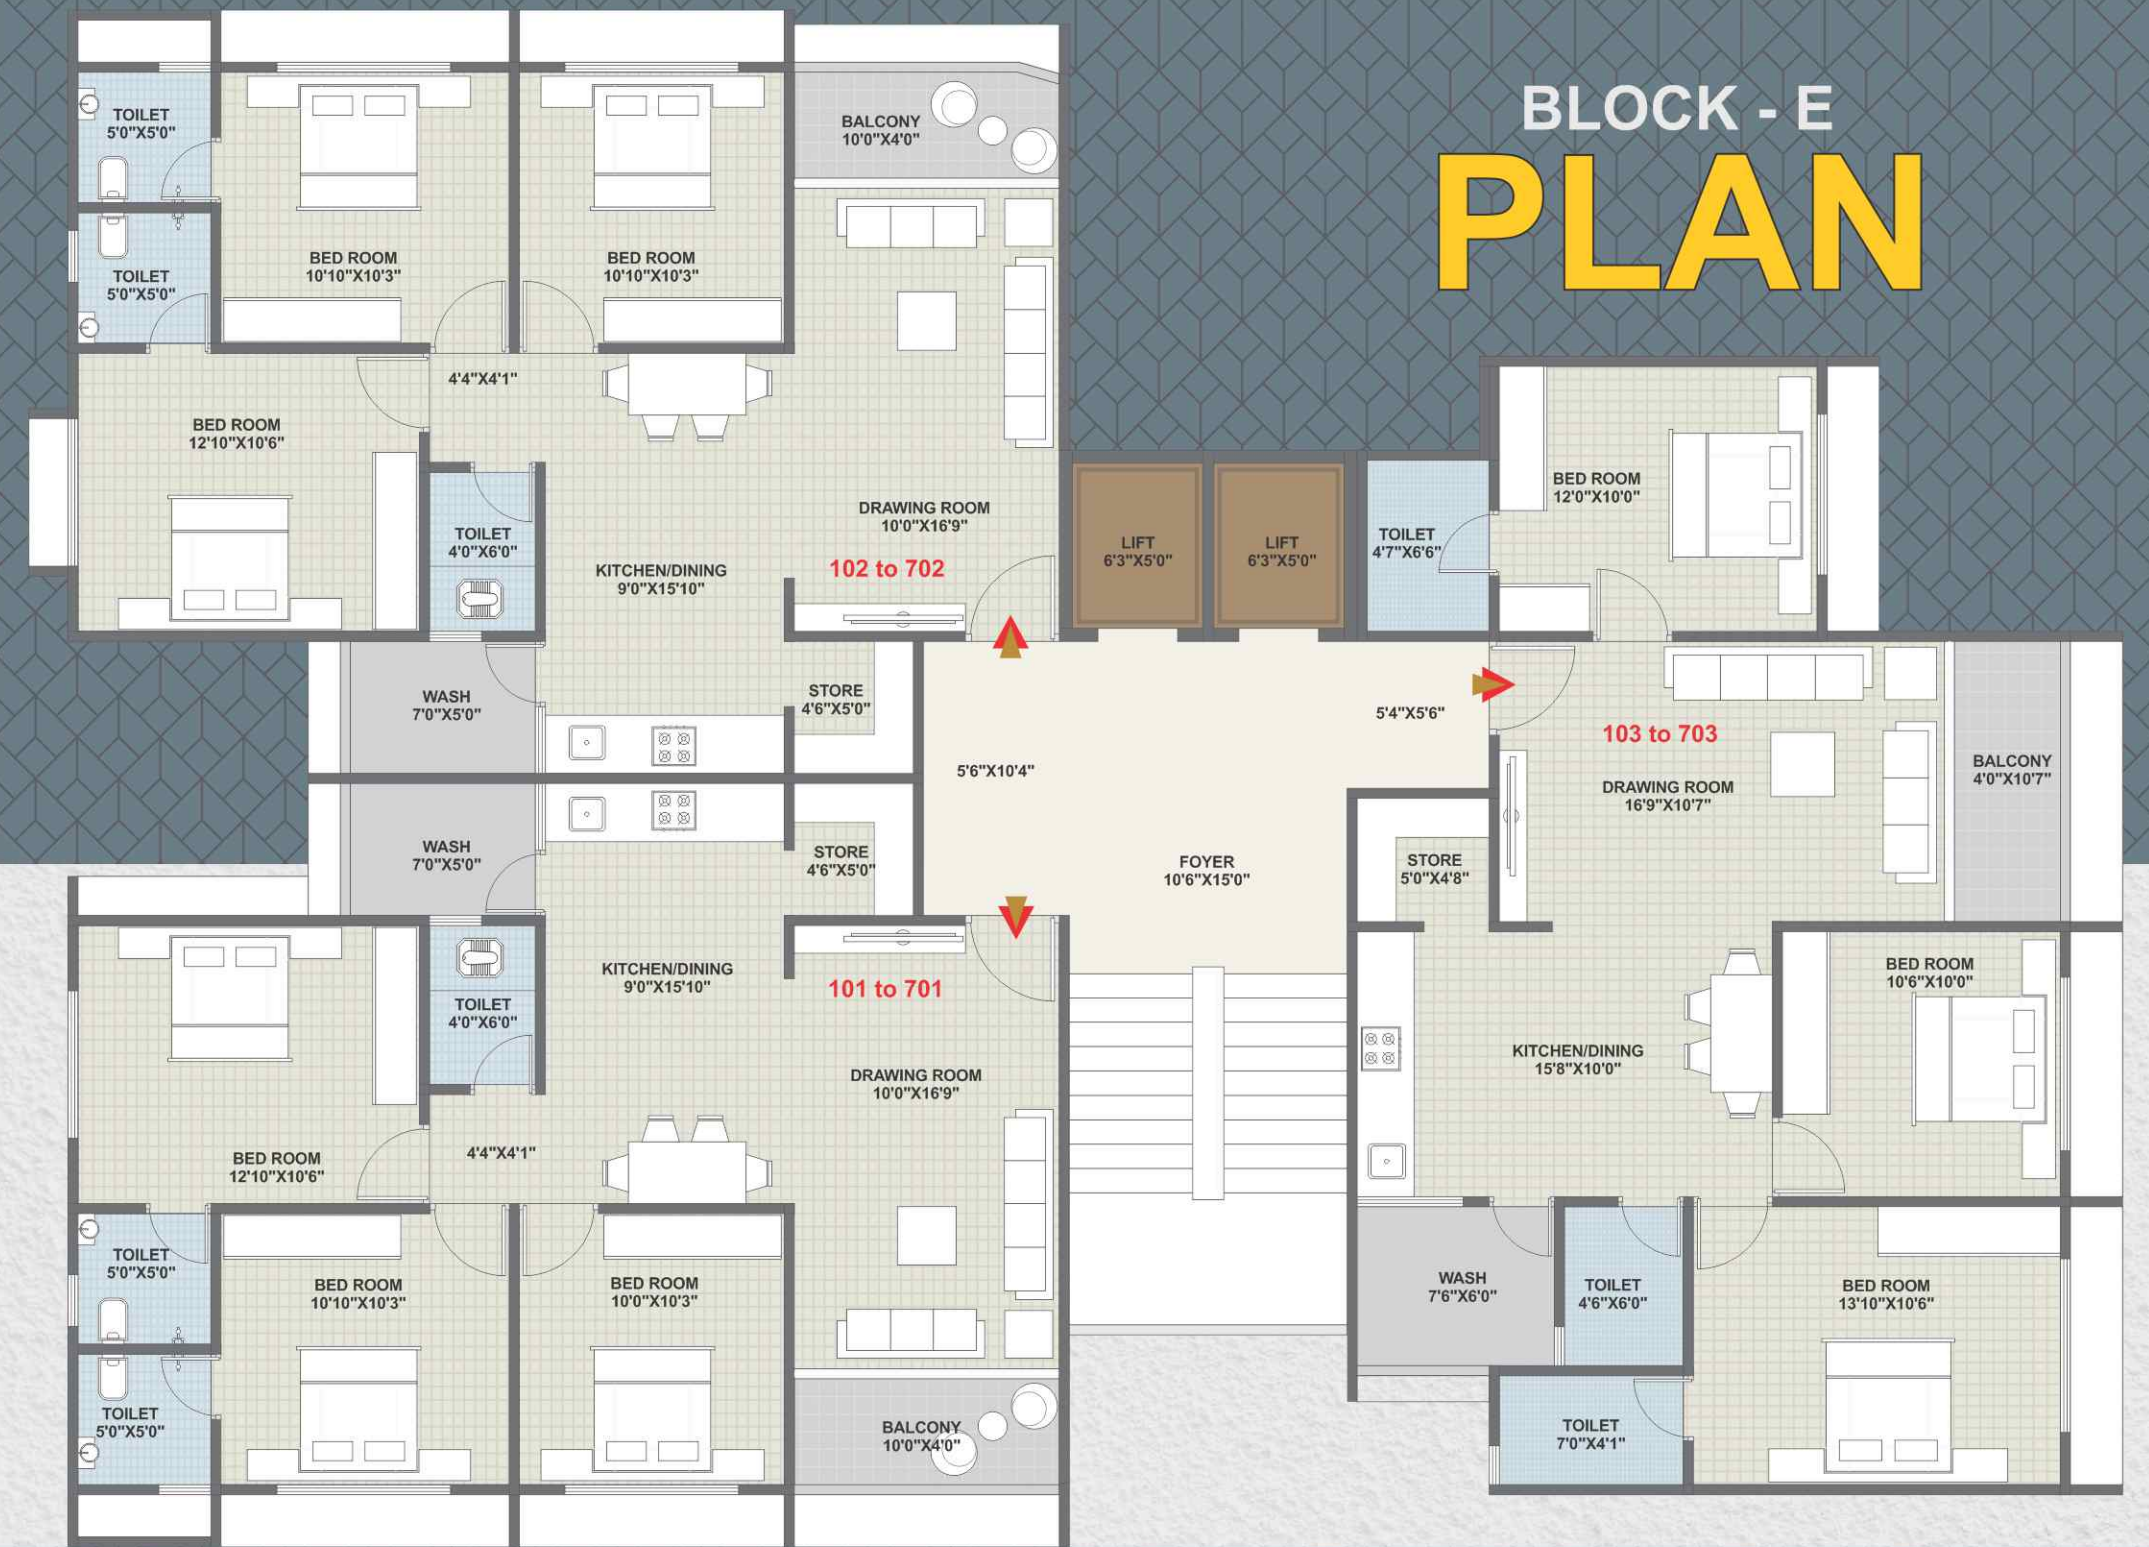 BLOCK - E
PLAN
TOILET
5'0"X5'0"
TOILET
5'0"X5'0"
BED ROOM
10'10"X10'3"
BED ROOM
10'10"X10'3"
BALCONY
10'0"X4'0"
4'4"X4'1"
BED ROOM
12'10"X10'6"
TOILET
4'0"X6'0"
KITCHEN/DINING
9'0"X15'10"
DRAWING ROOM
10'0"X16'9"
102 to 702
LIFT
6'3"X5'0"
LIFT
6'3"X5'0"
TOILET
4'7"X6'6"
BED ROOM
12'0"X10'0"
WASH
7'0"X5'0"
STORE
4'6"X5'0"
5'4"X5'6"
103 to 703
DRAWING ROOM
16'9"X10'7"
BALCONY
4'0"X10'7"
5'6"X10'4"
WASH
7'0"X5'0"
STORE
4'6"X5'0"
FOYER
10'6"X15'0"
STORE
5'0"X4'8"
KITCHEN/DINING
9'0"X15'10"
101 to 701
TOILET
4'0"X6'0"
DRAWING ROOM
10'0"X16'9"
BED ROOM
10'6"X10'0"
KITCHEN/DINING
15'8"X10'0"
BED ROOM
12'10"X10'6"
4'4"X4'1"
TOILET
5'0"X5'0"
BED ROOM
10'10"X10'3"
BED ROOM
10'0"X10'3"
WASH
7'6"X6'0"
TOILET
4'6"X6'0"
BED ROOM
13'10"X10'6"
TOILET
5'0"X5'0"
BALCONY
10'0"X4'0"
TOILET
7'0"X4'1"